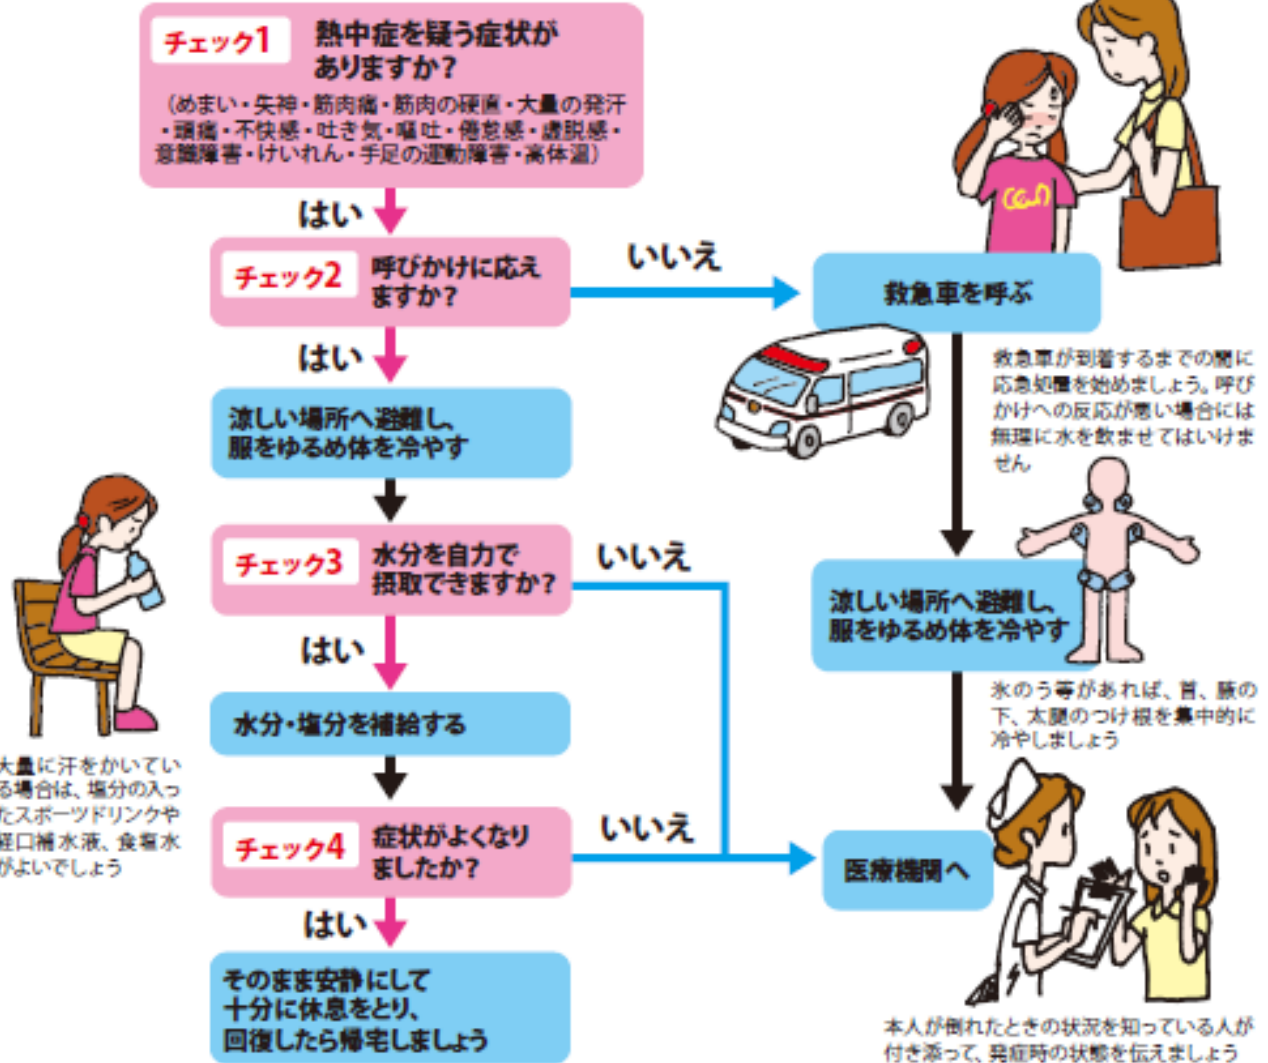 チェック1
熱中症を疑う症状が
ありますか？
（めまい・失神・筋肉痛・筋肉の硬直・大量の発汗
・頭痛・不快感・吐き気・嘔吐・倦怠感・虚脱感・
意識障害・けいれん・手足の運動障害・高体温）
はい
チェック2
呼びかけに応え
ますか？
いいえ
救急車を呼ぶ
救急車が到着するまでの間に
応急処置を始めましょう。呼び
かけへの反応が悪い場合には
無理に水を飲ませてはいけま
せん
はい
涼しい場所へ避難し、
服をゆるめ体を冷やす
チェック3
水分を自力で
摂取できますか？
いいえ
涼しい場所へ避難し、
服をゆるめ体を冷やす
氷のう等があれば、首、腋の
下、太腿のつけ根を集中的に
冷やしましょう
はい
水分・塩分を補給する
大量に汗をかいてい
る場合は、塩分の入っ
たスポーツドリンクや
経口補水液、食塩水
がよいでしょう
チェック4
症状がよくなり
ましたか？
いいえ
医療機関へ
はい
そのまま安静にして
十分に休息をとり、
回復したら帰宅しましょう
本人が倒れたときの状況を知っている人が
付き添って、発症時の状態を伝えましょう